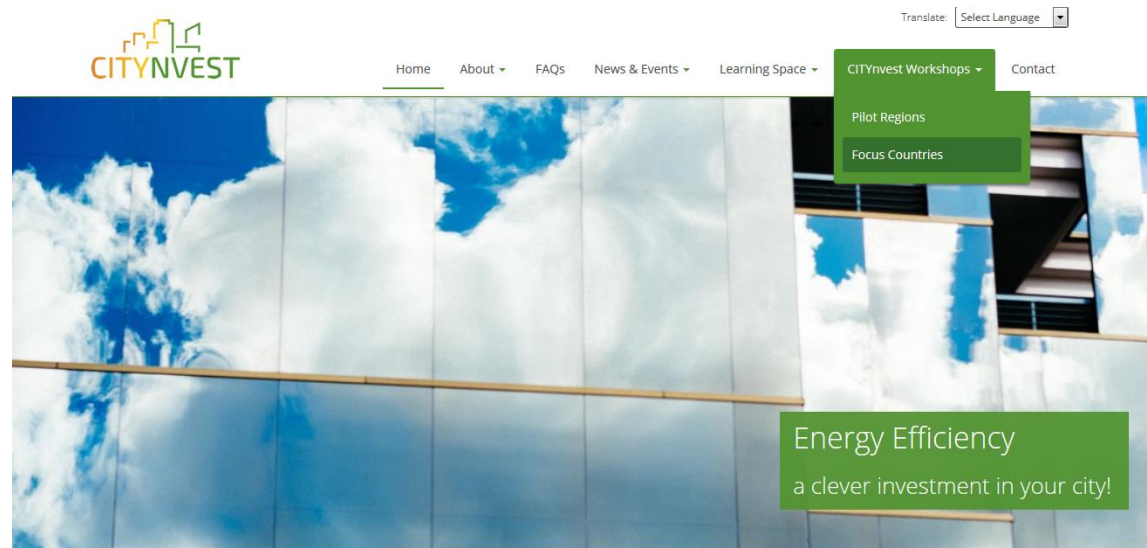 Translate: Select Language
CITYNVEST
Home About FAQs News & Events Learning Space CITYnvest Workshops Contact
Pilot Regions
Focus Countries
Energy Efficiency
a clever investment in your city!